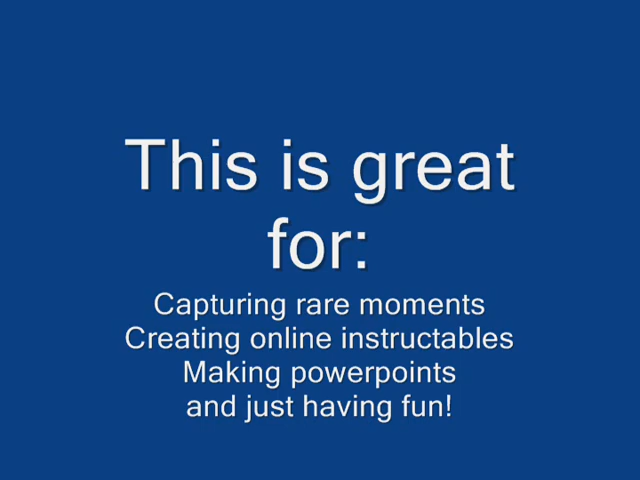 This is great
for:
Capturing rare moments
Creating online instructables
Making powerpoints
and just having fun!